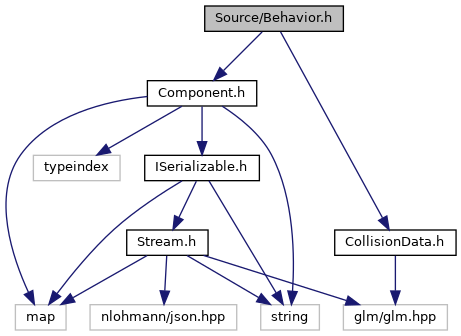 Source/Behavior.h
Component.h
typeindex
ISerializable.h
Stream.h
CollisionData.h
map
nlohmann/json.hpp
string
glm/glm.hpp